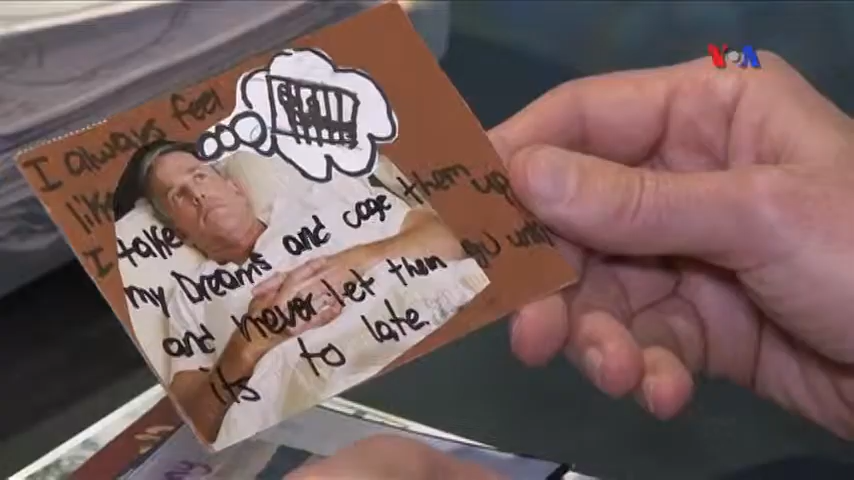 VOA
I always feel
like
I take
my Dreams and cage them up
and never let them go until
its to late.